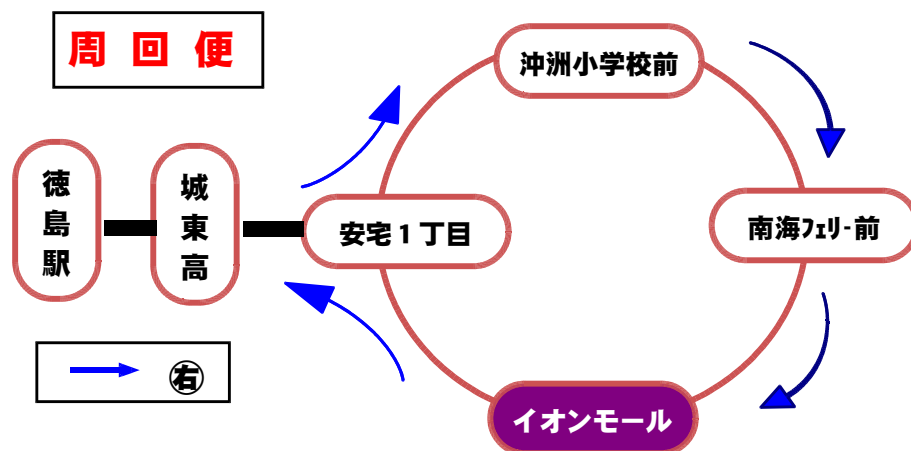 周回便
沖洲小学校前
徳島駅
城東高
安宅1丁目
南海ﾌｪﾘｰ前
㊨
イオンモール